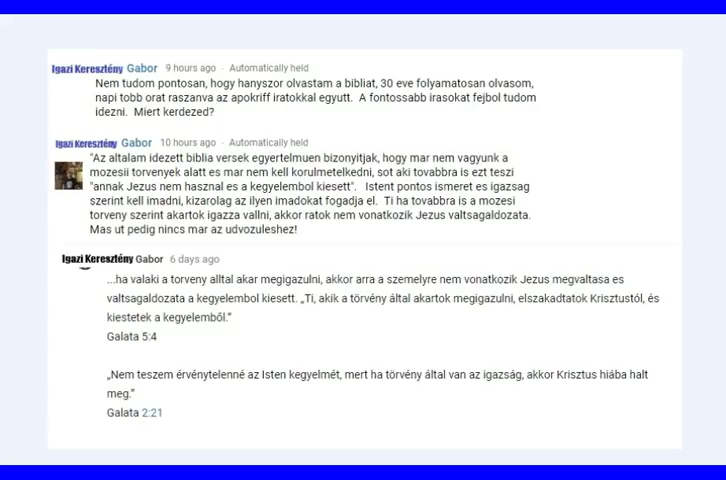 Igazi Keresztény Gabor 9 hours ago · Automatically held
Nem tudom pontosan, hogy hanyszor olvastam a bibliat, 30 eve folyamatosan olvasom,
napi tobb orat raszanva az apokriff iratokkal egyutt. A fontossabb irasokat fejbol tudom
idezni. Miert kerdezed?
Igazi Keresztény Gabor 10 hours ago · Automatically held
"Az altalam idezett biblia versek egyertelmuen bizonyitjak, hogy mar nem vagyunk a
mozesii torvenyek alatt es mar nem kell korulmetelkedni, sot aki tovabbra is ezt teszi
"annak Jezus nem hasznal es a kegyelembol kiesett". Istent pontos ismeret es igazsag
szerint kell imadni, kizarolag az ilyen imadokat fogadja el. Ti ha tovabbra is a mozesi
torveny szerint akartok igazza vallni, akkor ratok nem vonatkozik Jezus valtsagaldozata.
Mas ut pedig nincs mar az udvozuleshez!
Igazi Keresztény Gabor 6 days ago
...ha valaki a torveny alltal akar megigazulni, akkor arra a szemelyre nem vonatkozik Jezus megvaltasa es
valtsagaldozata a kegyelembol kiesett. „Ti, akik a törvény által akartok megigazulni, elszakadtatok Krisztustól, és
kiestetek a kegyelemből.”
Galata 5:4
„Nem teszem érvénytelenné az Isten kegyelmét, mert ha törvény által van az igazság, akkor Krisztus hiába halt
meg.”
Galata 2:21